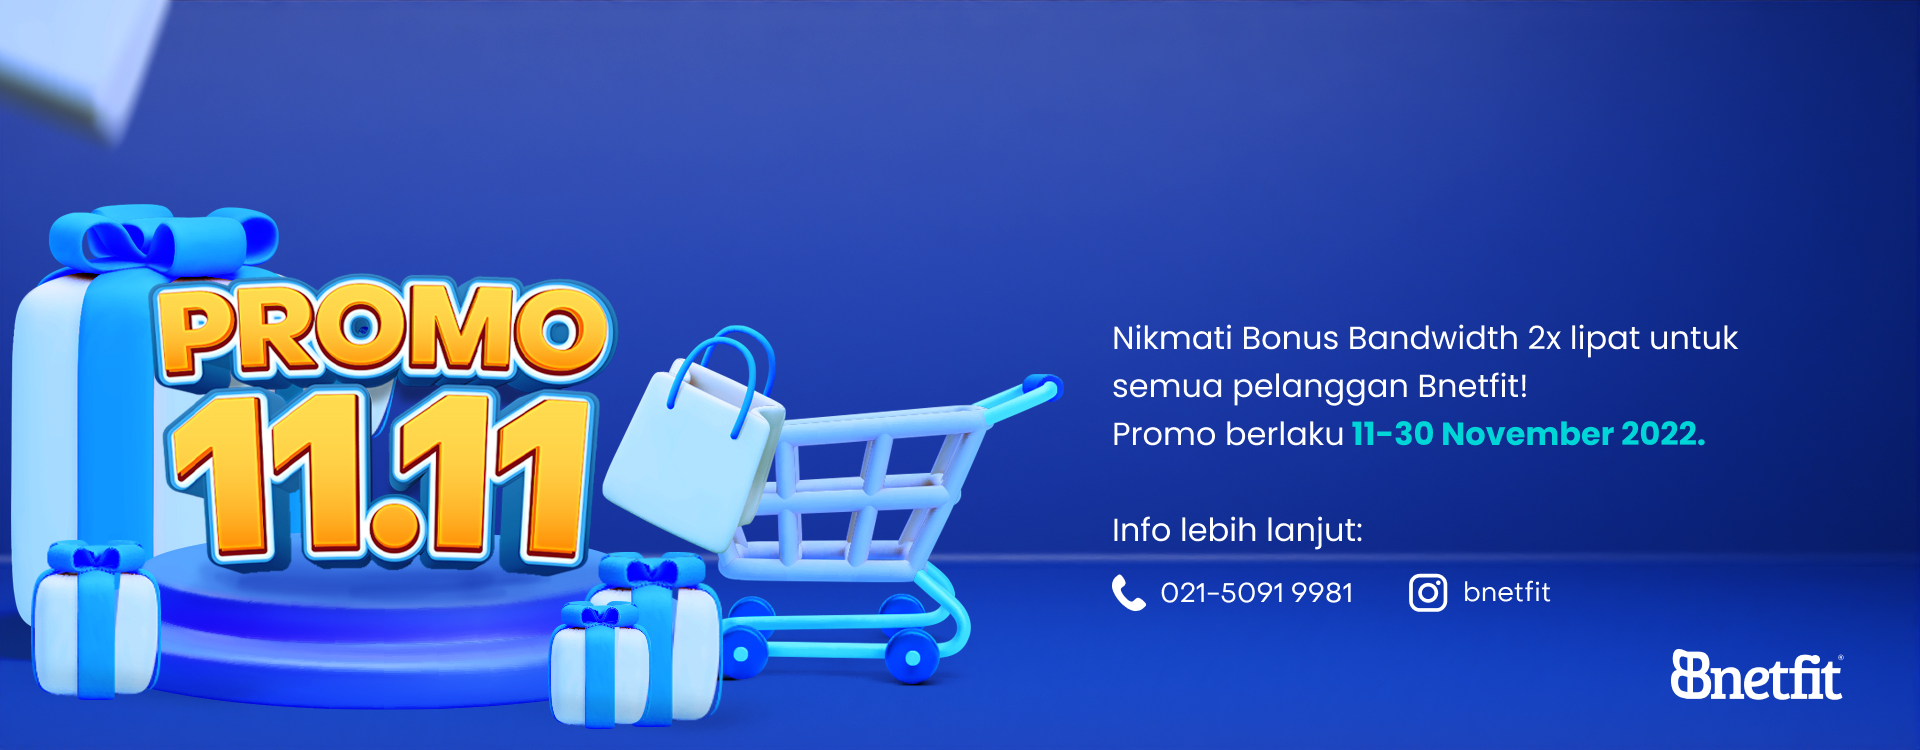 PROMO
11.11
Nikmati Bonus Bandwidth 2x lipat untuk
semua pelanggan Bnetfit!
Promo berlaku 11-30 November 2022.
Info lebih lanjut:
021-5091 9981
bnetfit
Bnetfit®